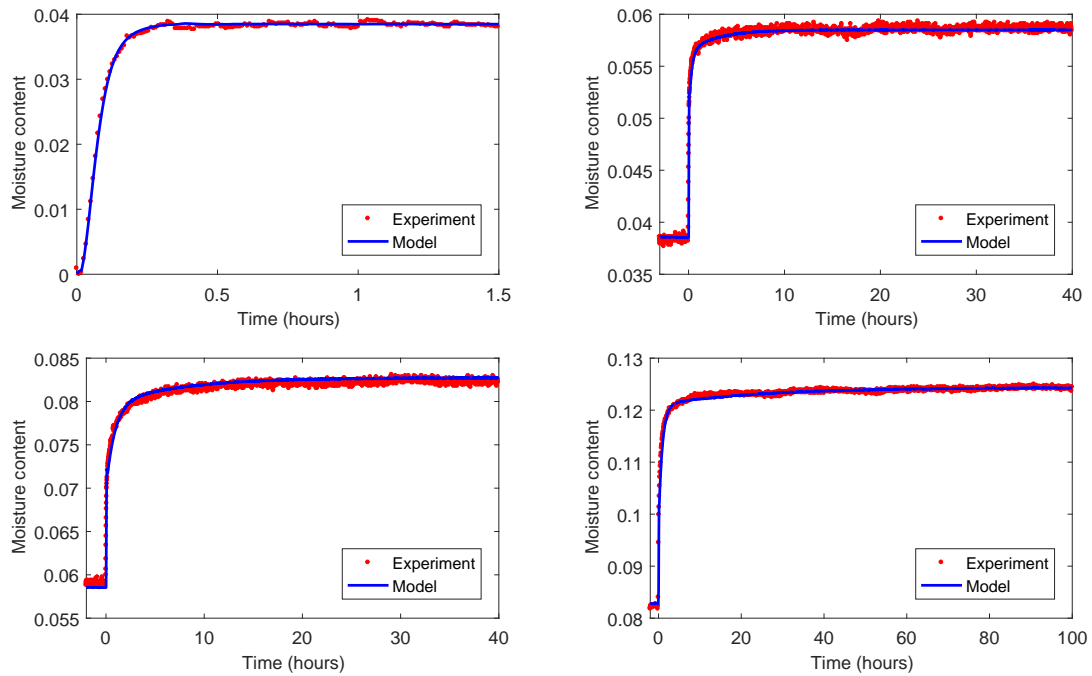 0.04
0.03
0.02
0.01
0
Moisture content
0 0.5 1 1.5
Time (hours)
Experiment
Model
0.06
0.055
0.05
0.045
0.04
0.035
Moisture content
0 10 20 30 40
Time (hours)
Experiment
Model
0.085
0.08
0.075
0.07
0.065
0.06
0.055
Moisture content
0 10 20 30 40
Time (hours)
Experiment
Model
0.13
0.12
0.11
0.1
0.09
0.08
Moisture content
0 20 40 60 80 100
Time (hours)
Experiment
Model